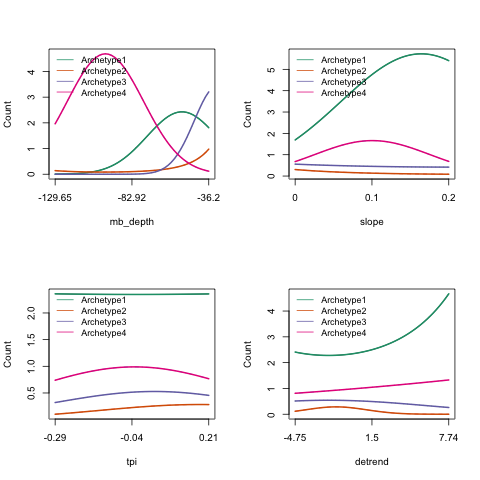 Count
4
3
2
1
0
Archetype1
Archetype2
Archetype3
Archetype4
-129.65
-82.92
-36.2
mb_depth
Count
5
4
3
2
1
0
Archetype1
Archetype2
Archetype3
Archetype4
0
0.1
0.2
slope
Count
2.0
1.5
1.0
0.5
Archetype1
Archetype2
Archetype3
Archetype4
-0.29
-0.04
0.21
tpi
Count
4
3
2
1
0
Archetype1
Archetype2
Archetype3
Archetype4
-4.75
1.5
7.74
detrend